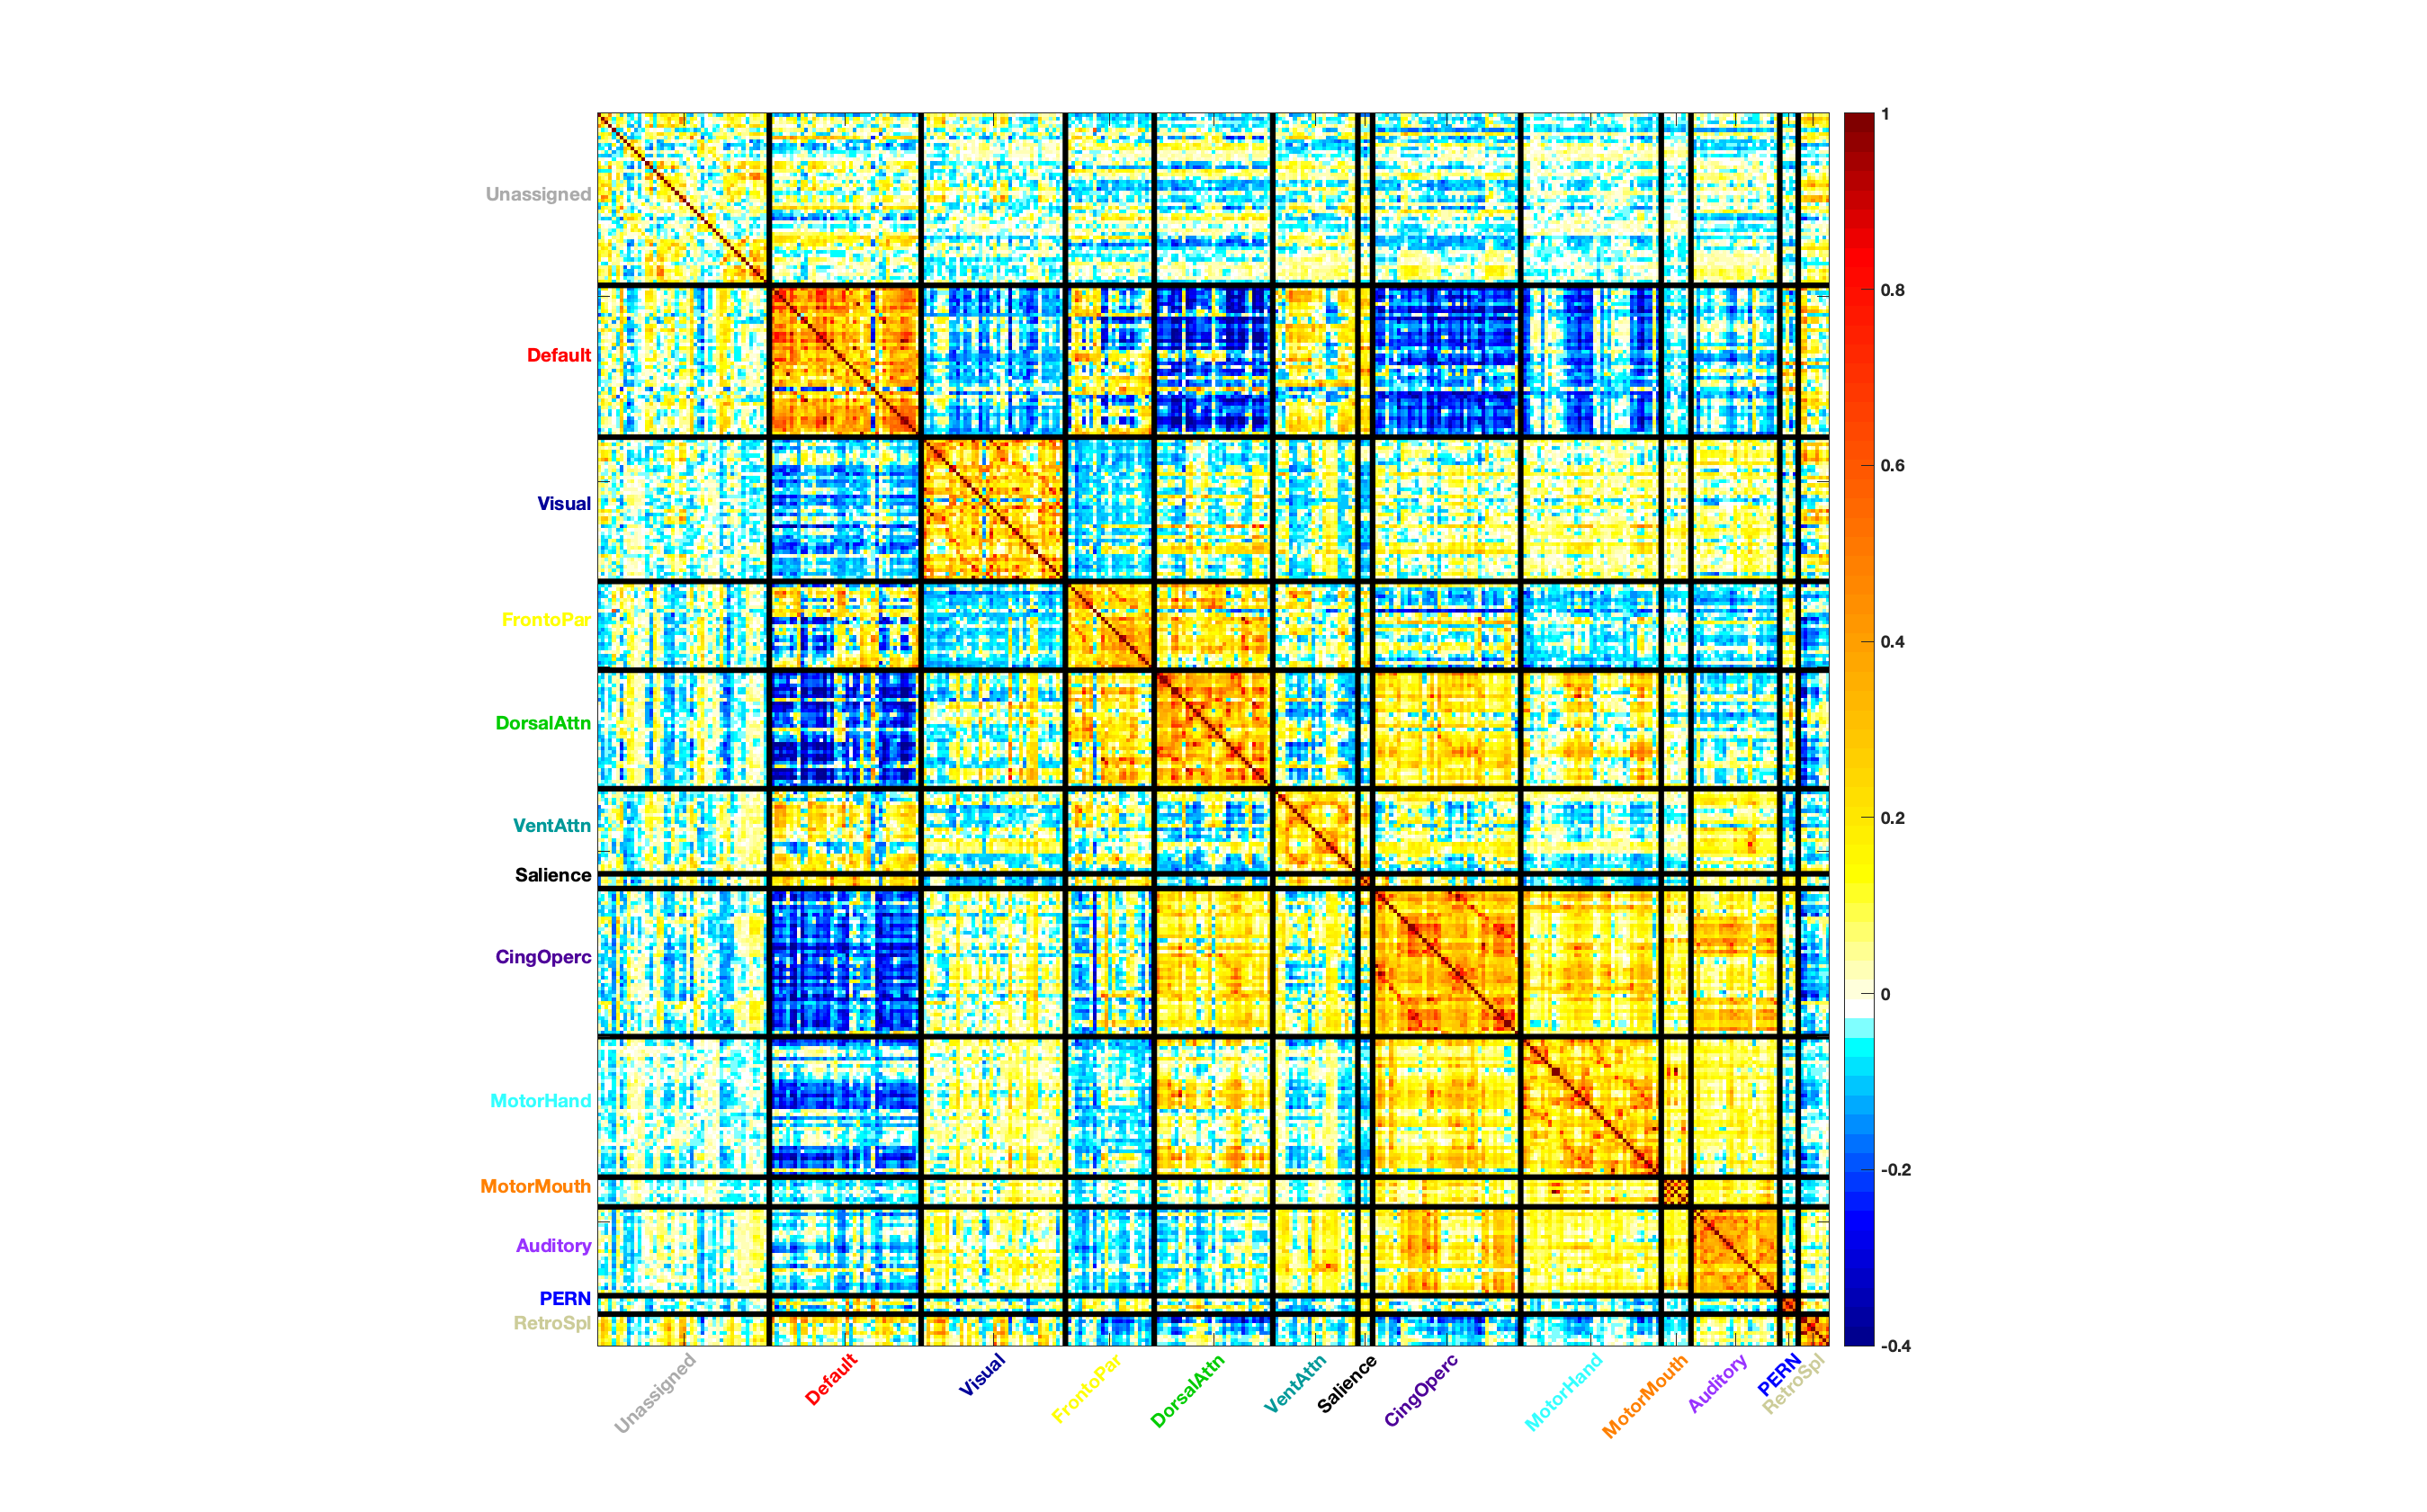 Unassigned
Default
Visual
FrontoPar
DorsalAttn
VentAttn
Salience
CingOperc
MotorHand
MotorMouth
Auditory
PERN
RetroSpl
Unassigned
Default
Visual
FrontoPar
DorsalAttn
VentAttn
Salience
CingOperc
MotorHand
MotorMouth
Auditory
PERN
RetroSpl
1
0.8
0.6
0.4
0.2
0
-0.2
-0.4